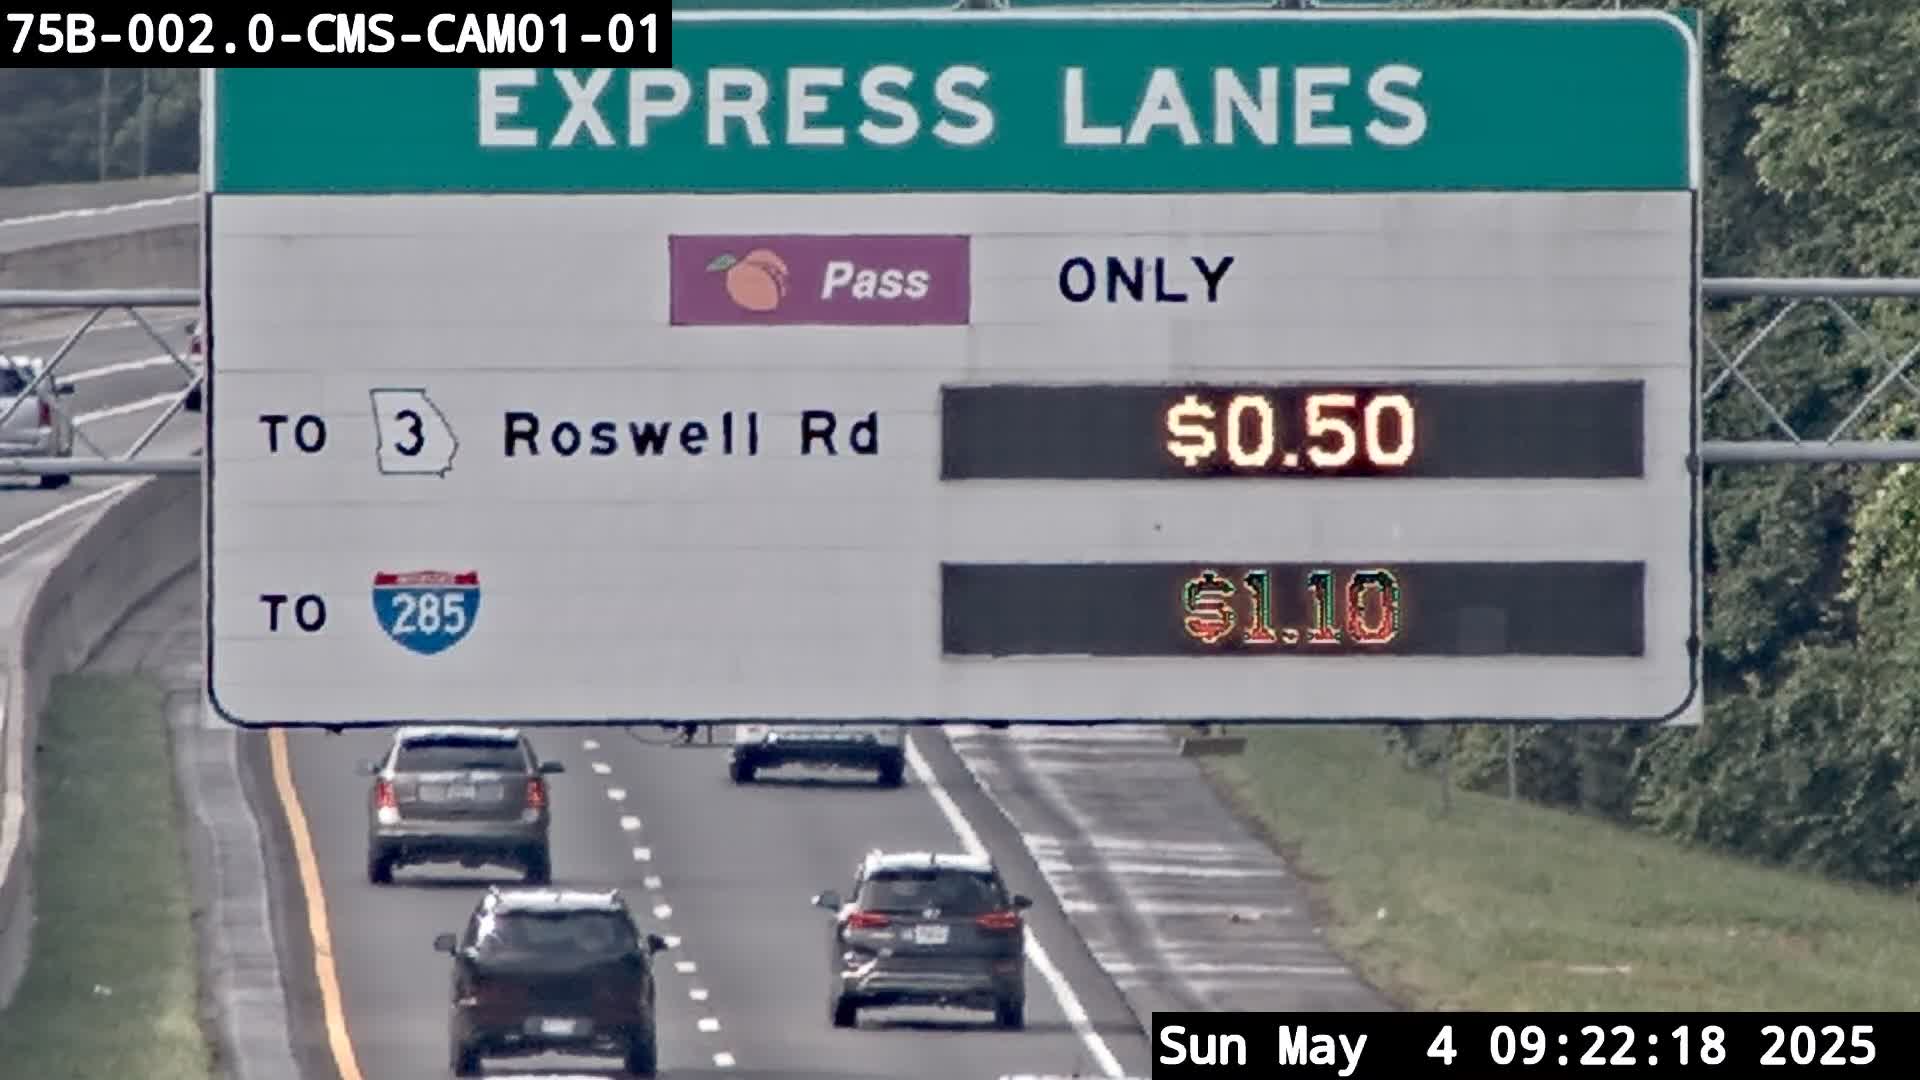 75B-002.0-CMS-CAM01-01
EXPRESS LANES
Pass ONLY
TO 3 Roswell Rd $0.50
TO 285 $1.10
Sun May 4 09:22:18 2025